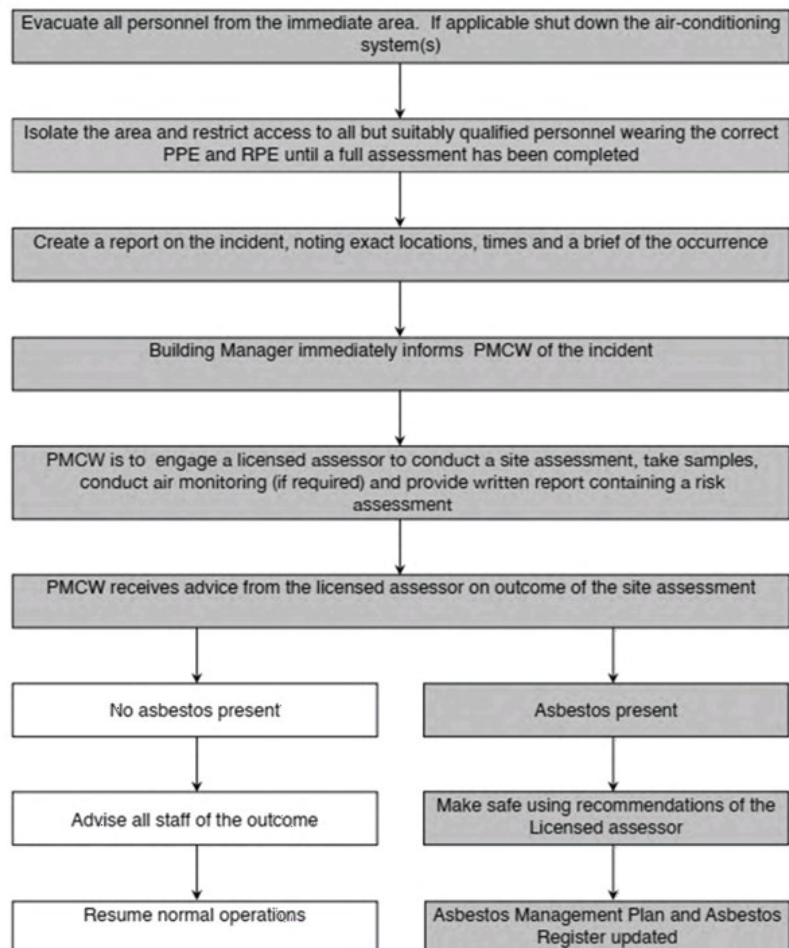 Evacuate all personnel from the immediate area. If applicable shut down the air-conditioning
system(s)
Isolate the area and restrict access to all but suitably qualified personnel wearing the correct
PPE and RPE until a full assessment has been completed
Create a report on the incident, noting exact locations, times and a brief of the occurrence
Building Manager immediately informs PMCW of the incident
PMCW is to engage a licensed assessor to conduct a site assessment, take samples,
conduct air monitoring (if required) and provide written report containing a risk
assessment
PMCW receives advice from the licensed assessor on outcome of the site assessment
No asbestos present
Asbestos present
Advise all staff of the outcome
Make safe using recommendations of the
Licensed assessor
Resume normal operations
Asbestos Management Plan and Asbestos
Register updated